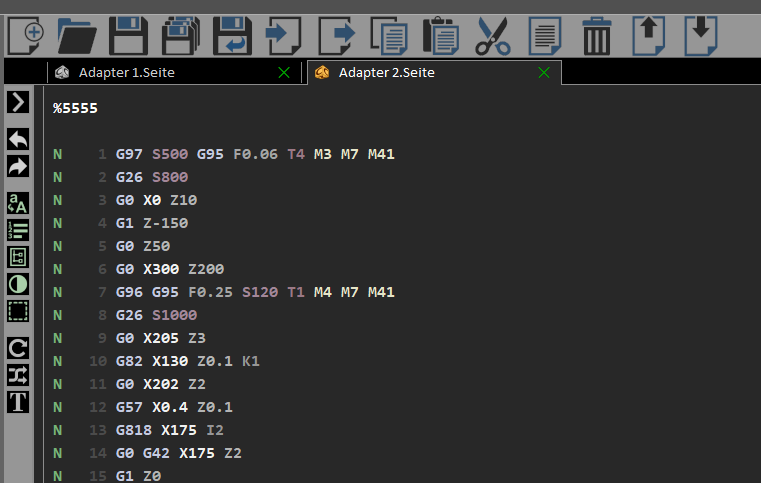 Adapter 1.Seite
Adapter 2.Seite
%5555
N 1 G97 S500 G95 F0.06 T4 M3 M7 M41
N 2 G26 S800
N 3 G0 X0 Z10
N 4 G1 Z-150
N 5 G0 Z50
N 6 G0 X300 Z200
N 7 G96 G95 F0.25 S120 T1 M4 M7 M41
N 8 G26 S1000
N 9 G0 X205 Z3
N 10 G82 X130 Z0.1 K1
N 11 G0 X202 Z2
N 12 G57 X0.4 Z0.1
N 13 G818 X175 I2
N 14 G0 G42 X175 Z2
N 15 G1 Z0